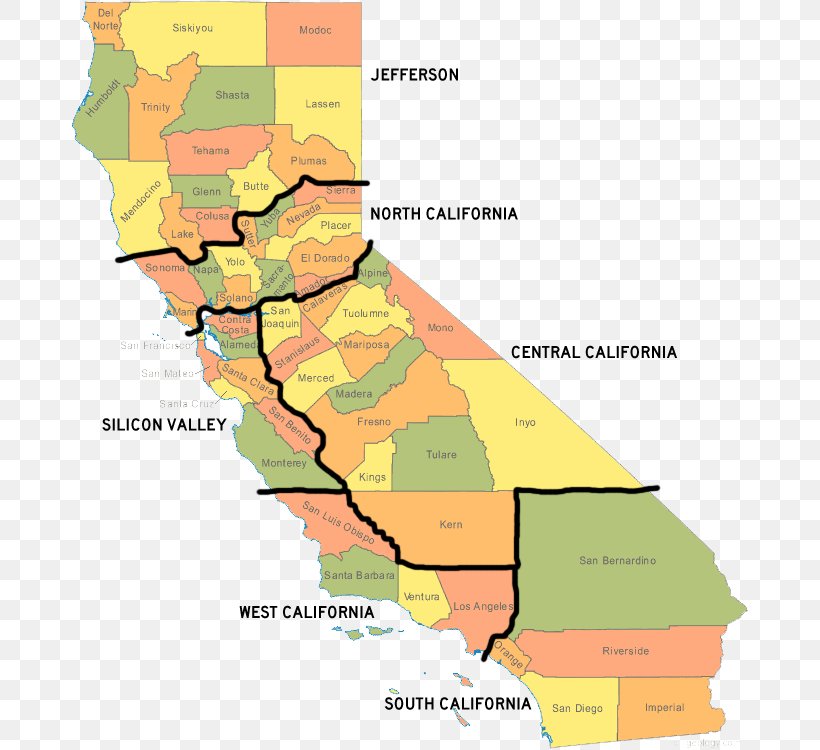 Del
Norte
Siskiyou
Modoc
JEFFERSON
Humboldt
Trinity
Shasta
Lassen
Tehama
Plumas
Mendocino
Glenn
Butte
Sierra
Colusa
Lake
Sutter
Yuba
Nevada
Placer
NORTH CALIFORNIA
Sonoma
Napa
Yolo
Sacra-
mento
El Dorado
Amador
Alpine
Marin
Solano
Contra
Costa
San
Joaquin
Calaveras
Tuolumne
Mono
San Francisco
Alameda
Stanislaus
Mariposa
CENTRAL CALIFORNIA
San Mateo
Santa Clara
Merced
Madera
Santa Cruz
San Benito
Fresno
Inyo
SILICON VALLEY
Monterey
Kings
Tulare
San Luis Obispo
Kern
San Bernardino
Santa Barbara
Ventura
Los Angeles
WEST CALIFORNIA
Orange
Riverside
SOUTH CALIFORNIA
San Diego
Imperial